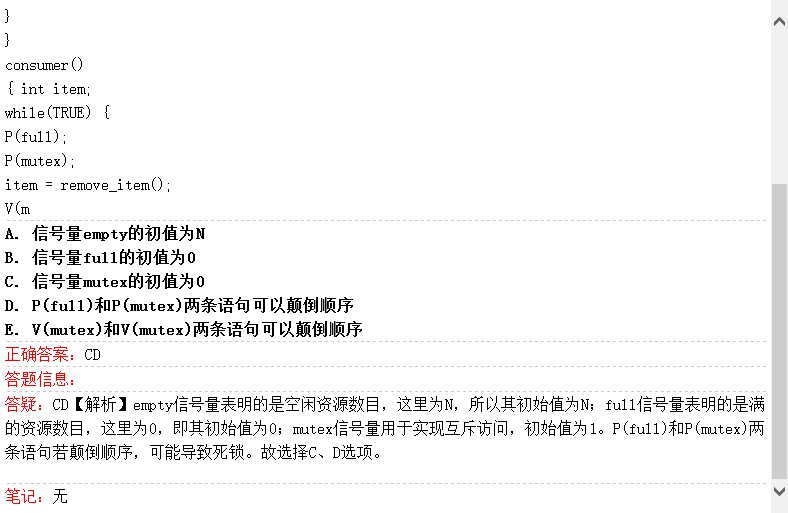 }
}
consumer()
{ int item;
while(TRUE) {
P(full);
P(mutex);
item = remove_item();
V(m
A. 信号量empty的初值为N
B. 信号量full的初值为0
C. 信号量mutex的初值为0
D. P(full)和P(mutex)两条语句可以颠倒顺序
E. V(mutex)和V(mutex)两条语句可以颠倒顺序
正确答案：CD
答题信息：
答疑：CD【解析】empty信号量表明的是空闲资源数目，这里为N，所以其初始值为N；full信号量表明的是满
的资源数目，这里为0，即其初始值为0；mutex信号量用于实现互斥访问，初始值为1。P(full)和P(mutex)两
条语句若颠倒顺序，可能导致死锁。故选择C、D选项。
笔记：无